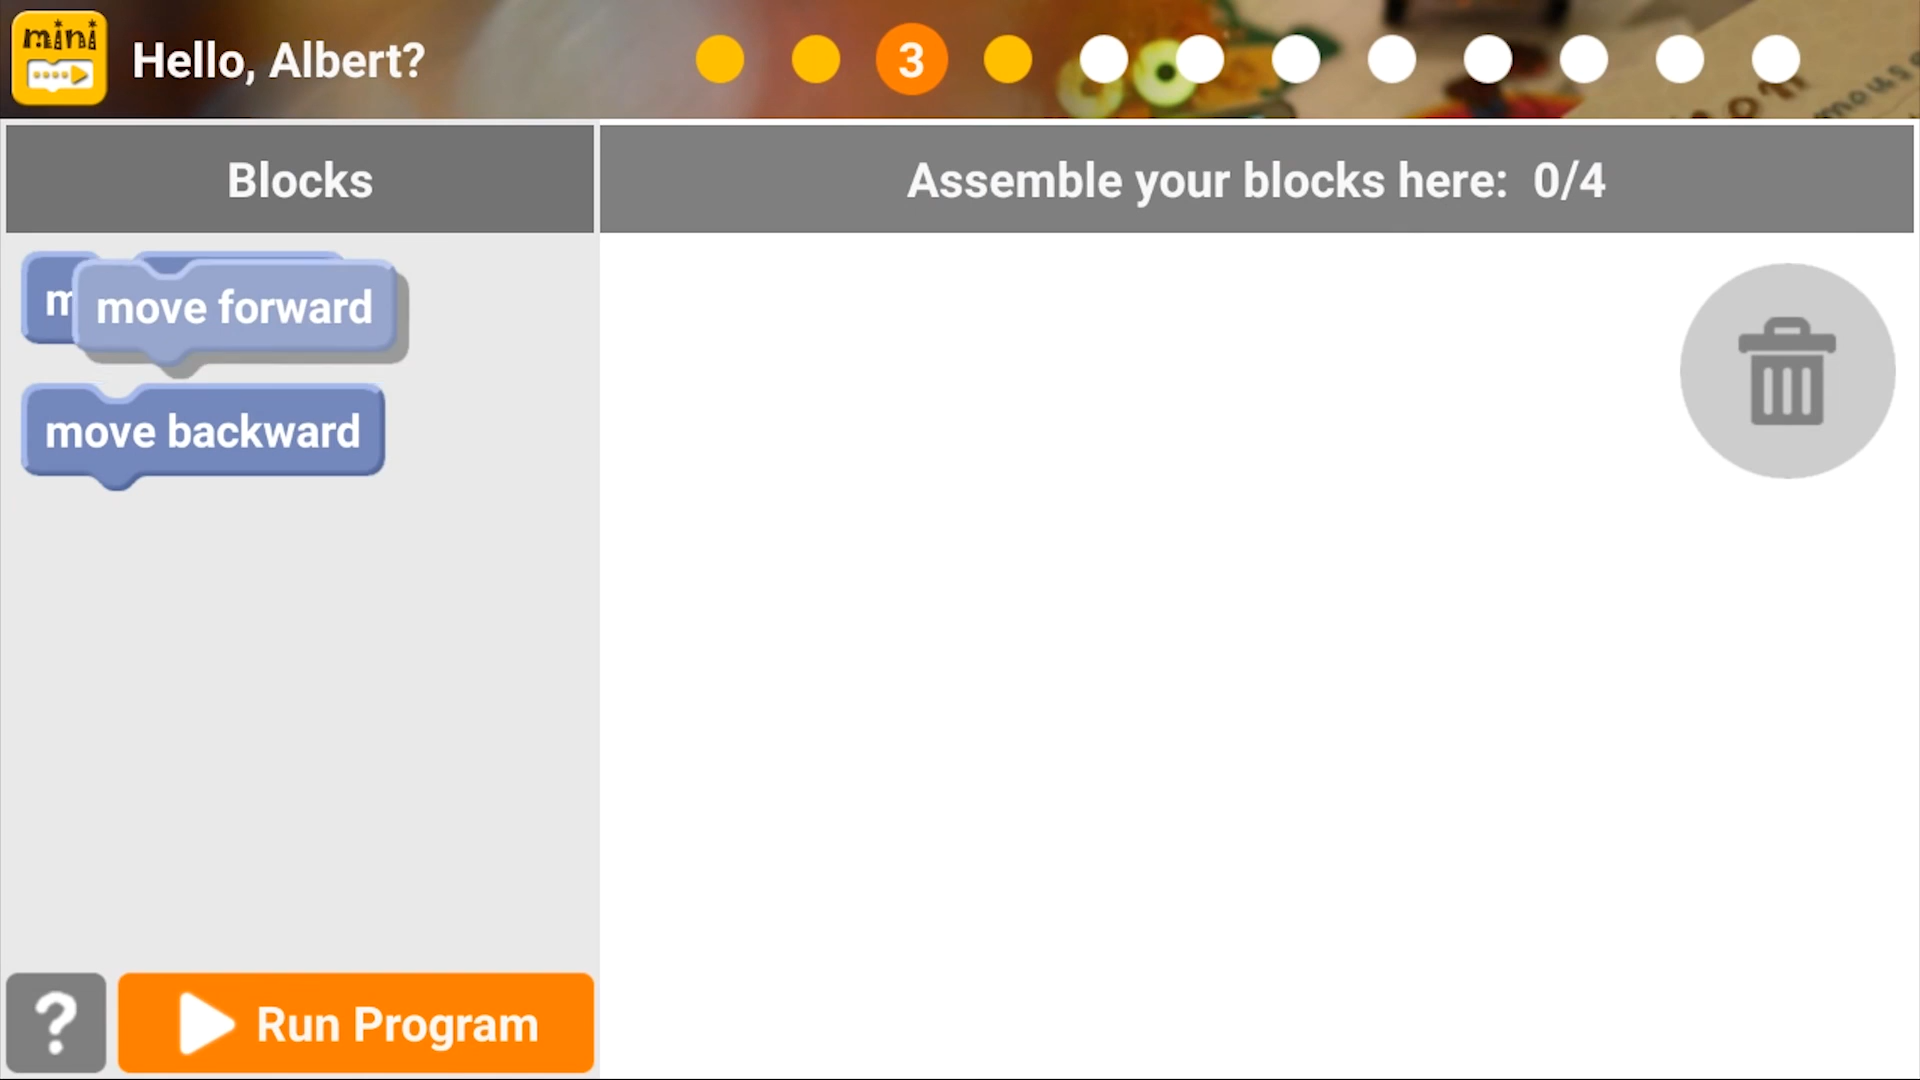 mini
Hello, Albert?
3
Blocks
Assemble your blocks here: 0/4
m
move forward
move backward
?
Run Program